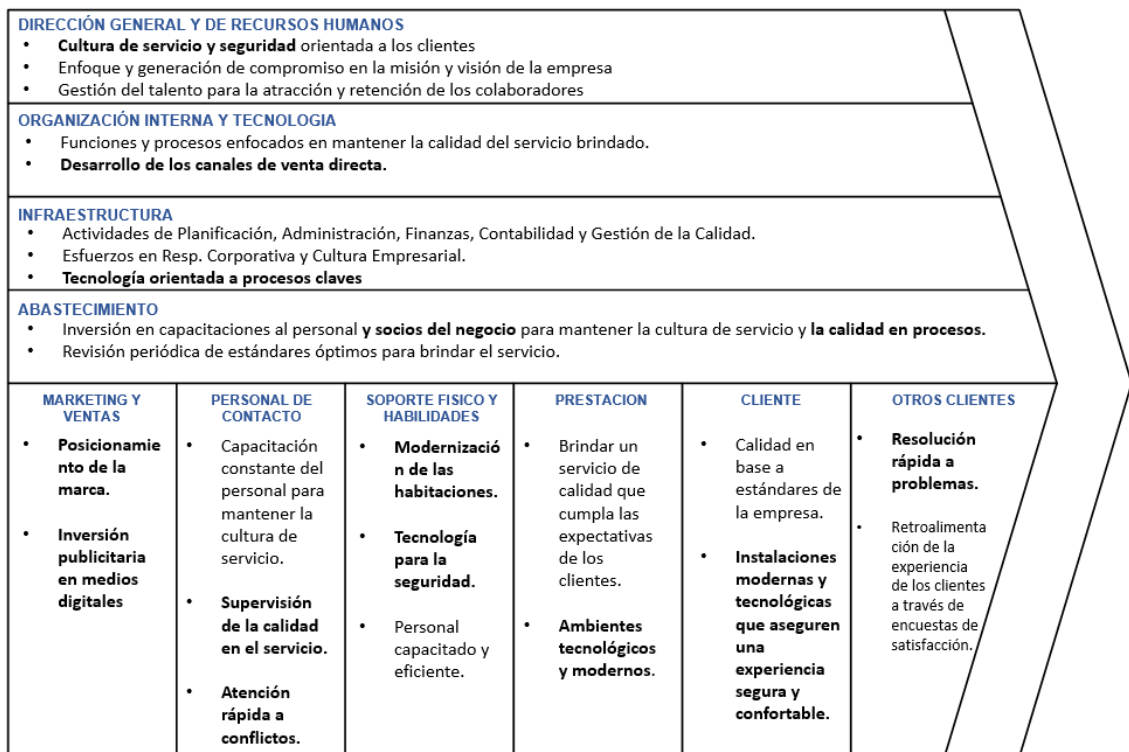 DIRECCIÓN GENERAL Y DE RECURSOS HUMANOS
• Cultura de servicio y seguridad orientada a los clientes
• Enfoque y generación de compromiso en la misión y visión de la empresa
• Gestión del talento para la atracción y retención de los colaboradores
ORGANIZACIÓN INTERNA Y TECNOLOGIA
• Funciones y procesos enfocados en mantener la calidad del servicio brindado.
• Desarrollo de los canales de venta directa.
INFRAESTRUCTURA
• Actividades de Planificación, Administración, Finanzas, Contabilidad y Gestión de la Calidad.
• Esfuerzos en Resp. Corporativa y Cultura Empresarial.
• Tecnología orientada a procesos claves
ABASTECIMIENTO
• Inversión en capacitaciones al personal y socios del negocio para mantener la cultura de servicio y la calidad en procesos.
• Revisión periódica de estándares óptimos para brindar el servicio.
MARKETING Y
VENTAS
• Posicionamie
nto de la
marca.
• Inversión
publicitaria
en medios
digitales
PERSONAL DE
CONTACTO
• Capacitación
constante del
personal para
mantener la
cultura de
servicio.
• Supervisión
de la calidad
en el servicio.
• Atención
rápida a
conflictos.
SOPORTE FISICO Y
HABILIDADES
• Modernizació
n de las
habitaciones.
• Tecnología
para la
seguridad.
• Personal
capacitado y
eficiente.
PRESTACION
• Brindar un
servicio de
calidad que
cumpla las
expectativas
de los
clientes.
• Ambientes
tecnológicos
y modernos.
CLIENTE
• Calidad en
base a
estándares de
la empresa.
• Instalaciones
modernas y
tecnológicas
que aseguren
una
experiencia
segura y
confortable.
OTROS CLIENTES
• Resolución
rápida a
problemas.
• Retroalimenta
ción de la
experiencia
de los clientes
a través de
encuestas de
satisfacción.